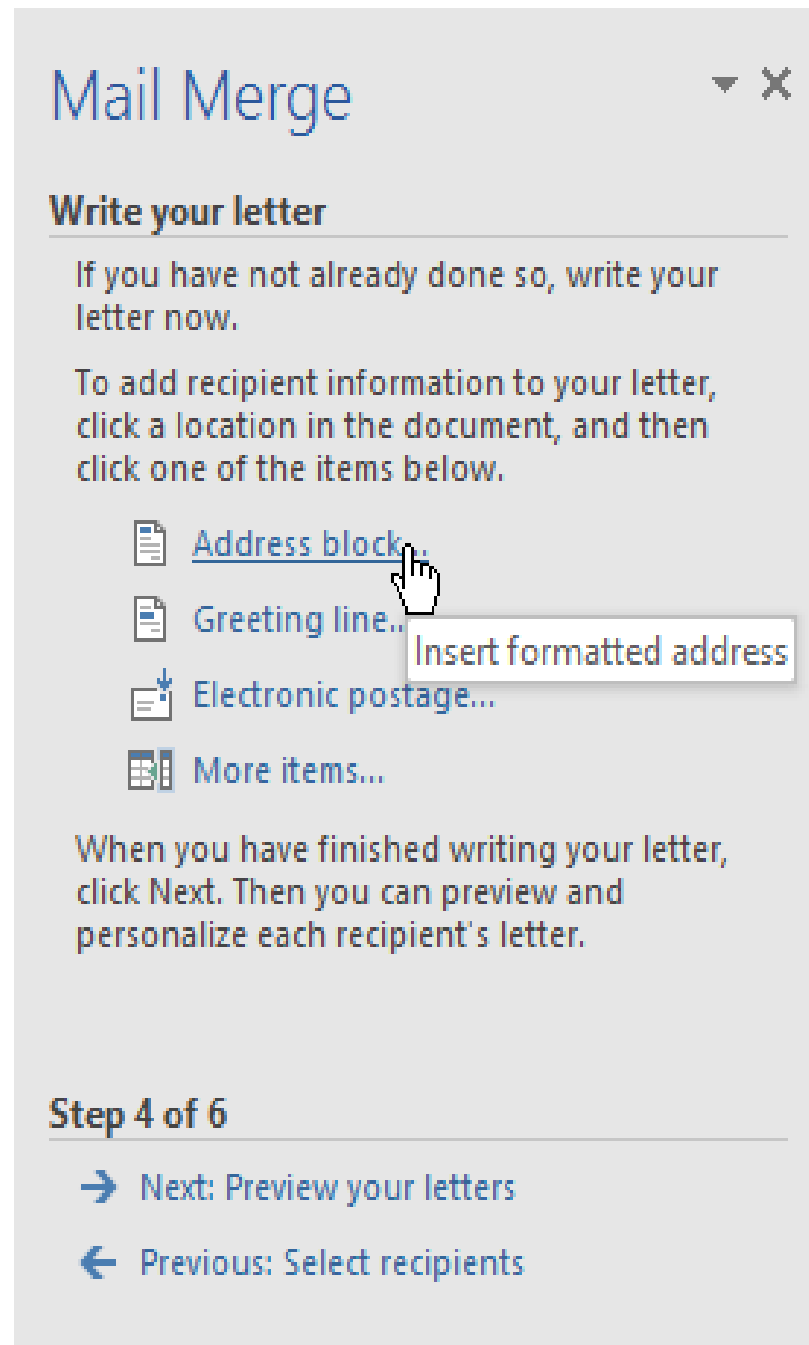 Mail Merge
Write your letter
If you have not already done so, write your
letter now.
To add recipient information to your letter,
click a location in the document, and then
click one of the items below.
Address block...
Greeting line...
Insert formatted address
Electronic postage...
More items...
When you have finished writing your letter,
click Next. Then you can preview and
personalize each recipient's letter.
Step 4 of 6
Next: Preview your letters
Previous: Select recipients